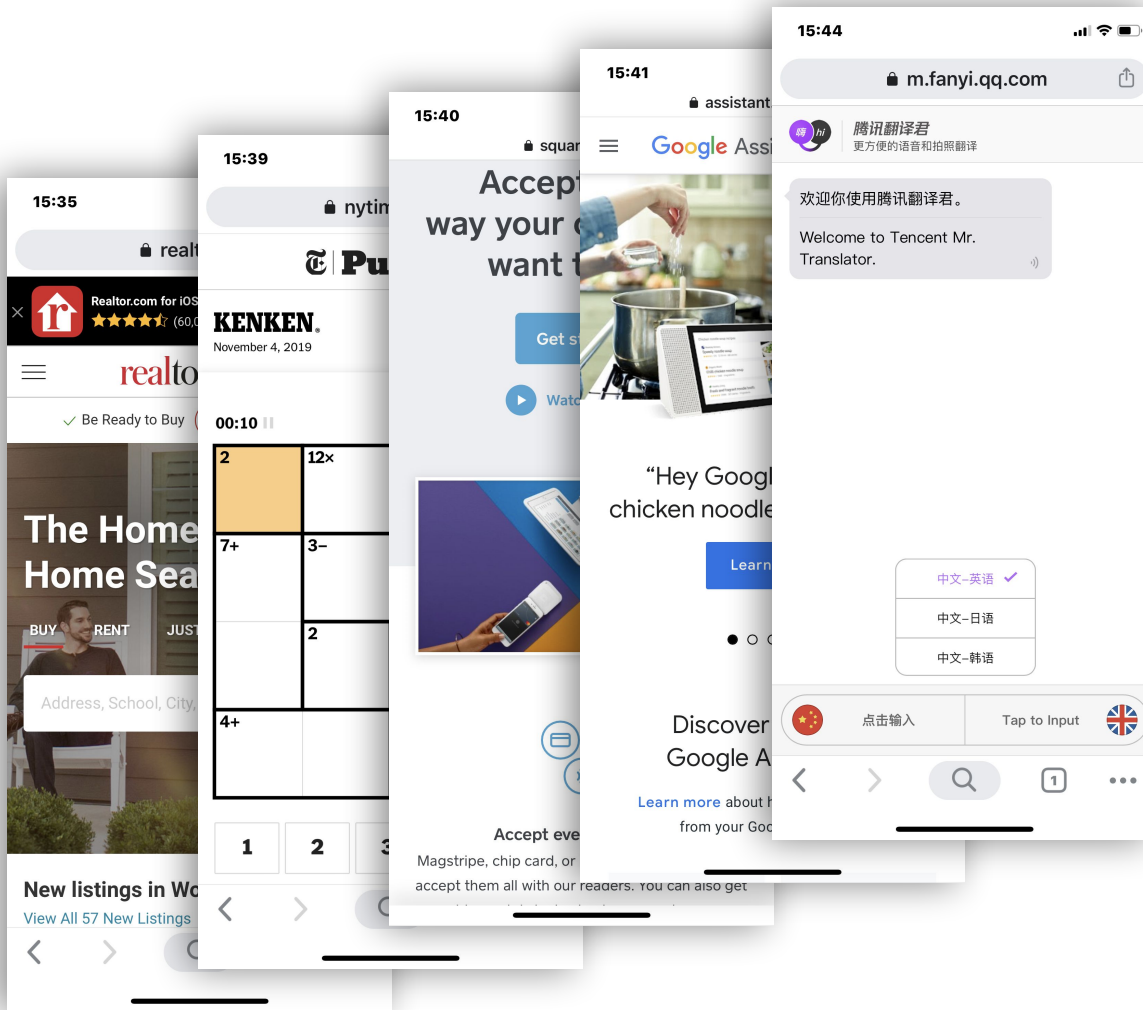 15:35
Realtor.com for iOS
Be Ready to Buy
The Home
Home Sea
BUY
RENT
JUST
Address, School, City,
New listings in Wo
View All 57 New Listings
15:39
KENKEN.
November 4, 2019
00:10
2
12×
7+
3−
2
4+
1
2
3
15:40
Accept
way your
want t
Get s
Watc
Accept eve
Magstripe, chip card, or
accept them all with our readers. You can also get
15:41
assistant.
Google Assi
“Hey Googl
chicken noodle
Learn
Discover
Google A
Learn more about h
from your Goo
15:44
m.fanyi.qq.com
嗨 hi
腾讯翻译君
更方便的语音和拍照翻译
欢迎你使用腾讯翻译君。
Welcome to Tencent Mr.
Translator.
中文–英语
中文–日语
中文–韩语
点击输入
Tap to Input
1